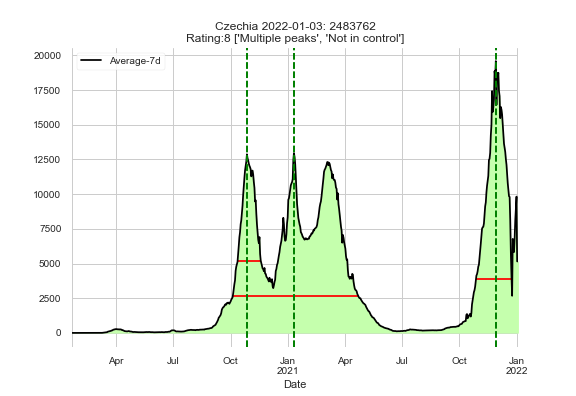 Czechia 2022-01-03: 2483762
Rating:8 ['Multiple peaks', 'Not in control']
Average-7d
20000
17500
15000
12500
10000
7500
5000
2500
0
Apr Jul Oct Jan Apr Jul Oct Jan
2021 2022
Date